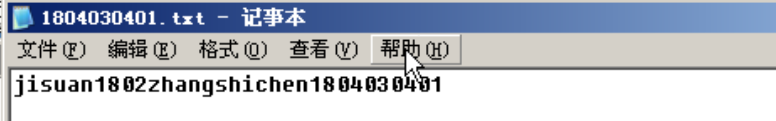 1804030401.txt - 记事本
文件(F) 编辑(E) 格式(O) 查看(V) 帮助(H)
jisuan1802zhangshichen1804030401